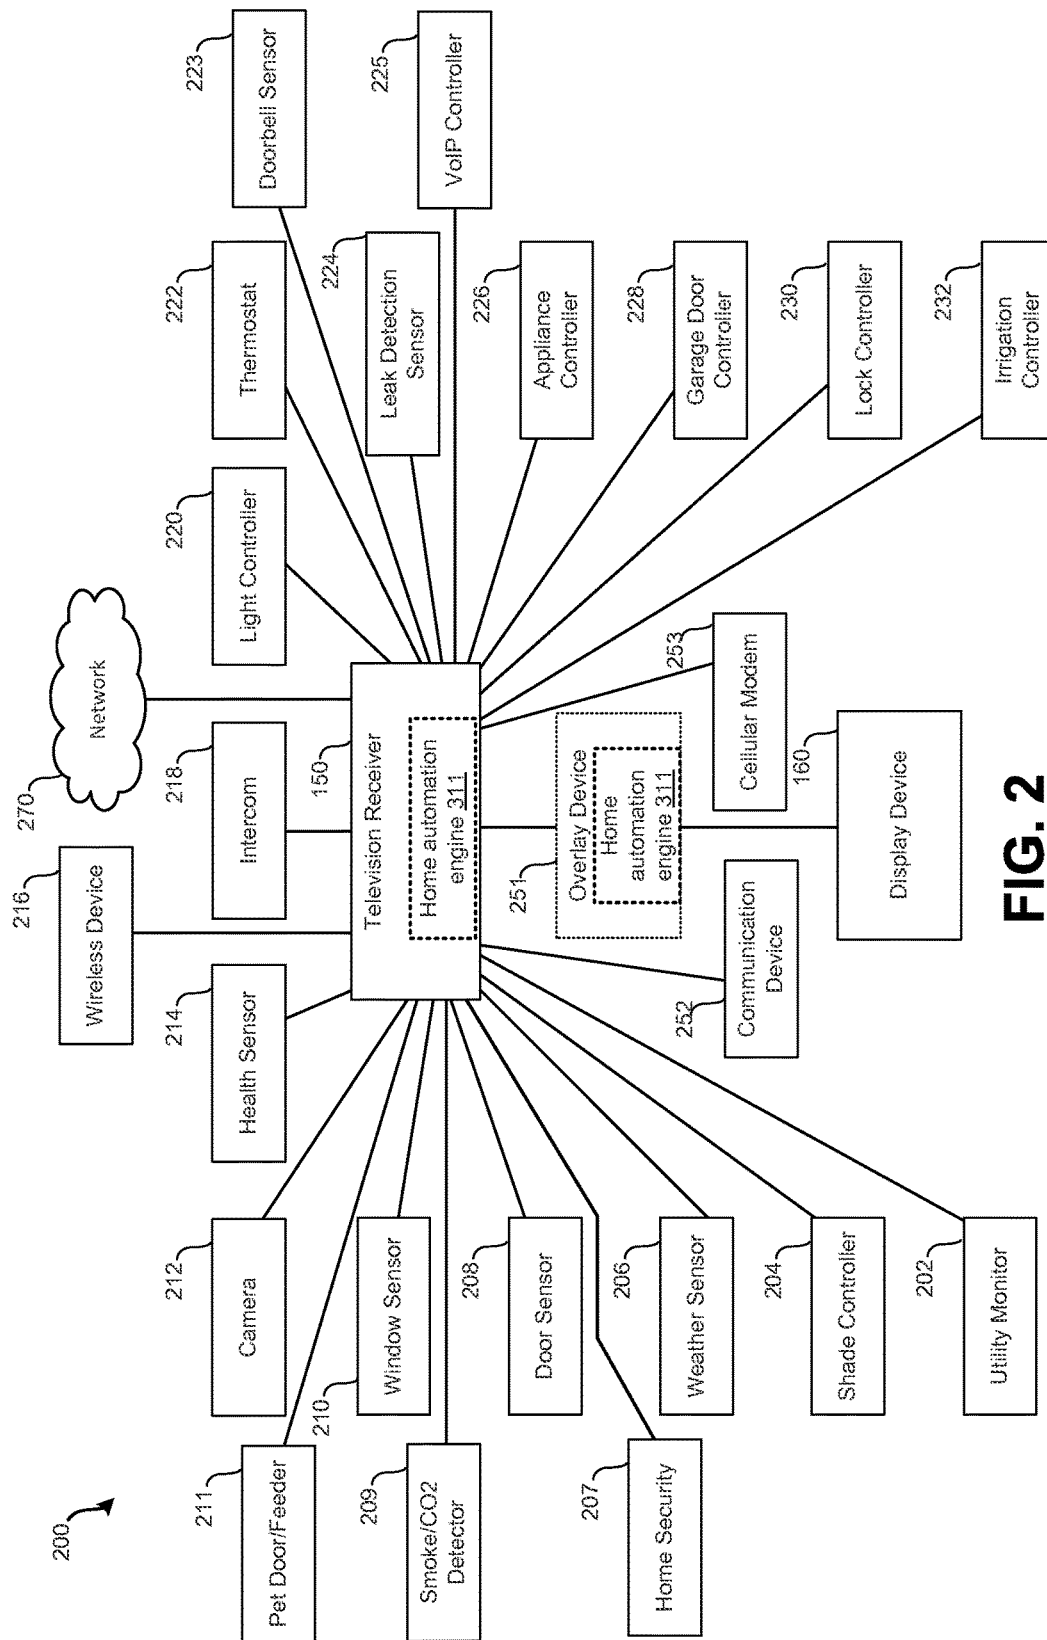 200
270
Network
216
Wireless Device
211
Pet Door/Feeder
212
Camera
214
Health Sensor
218
Intercom
220
Light Controller
222
Thermostat
223
Doorbell Sensor
209
Smoke/CO2
Detector
210
Window Sensor
150
Television Receiver
Home automation
engine 311
224
Leak Detection
Sensor
225
VoIP Controller
208
Door Sensor
251
Overlay Device
Home
automation
engine 311
226
Appliance
Controller
207
Home Security
206
Weather Sensor
252
Communication
Device
253
Cellular Modem
228
Garage Door
Controller
204
Shade Controller
160
Display Device
230
Lock Controller
202
Utility Monitor
232
Irrigation
Controller
FIG. 2